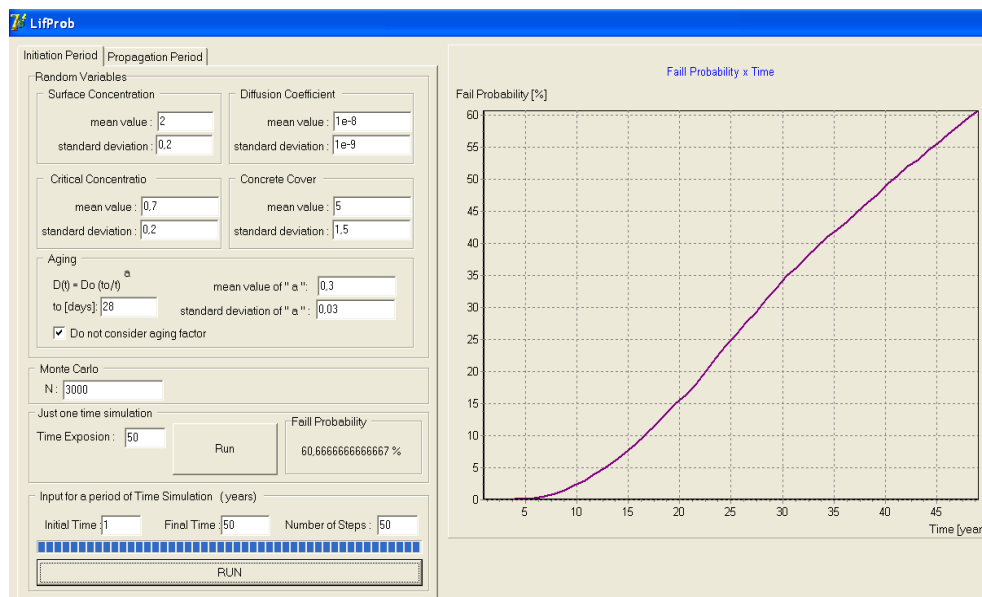 LifProb
Initiation Period
Propagation Period
Random Variables
Surface Concentration
mean value : 2
standard deviation : 0,2
Diffusion Coefficient
mean value : 1e-8
standard deviation : 1e-9
Critical Concentratio
mean value : 0,7
standard deviation : 0,2
Concrete Cover
mean value : 5
standard deviation : 1,5
Aging
a
D(t) = Do (to/t)
mean value of " a ": 0,3
to [days]: 28
standard deviation of " a " : 0,03
Do not consider aging factor
Monte Carlo
N : 3000
Just one time simulation
Time Exposion : 50
Run
Faill Probability
60,6666666666667 %
Input for a period of Time Simulation (years)
Initial Time : 1
Final Time : 50
Number of Steps : 50
RUN
Faill Probability x Time
Fail Probability [%]
60
55
50
45
40
35
30
25
20
15
10
5
0
5 10 15 20 25 30 35 40 45
Time [year